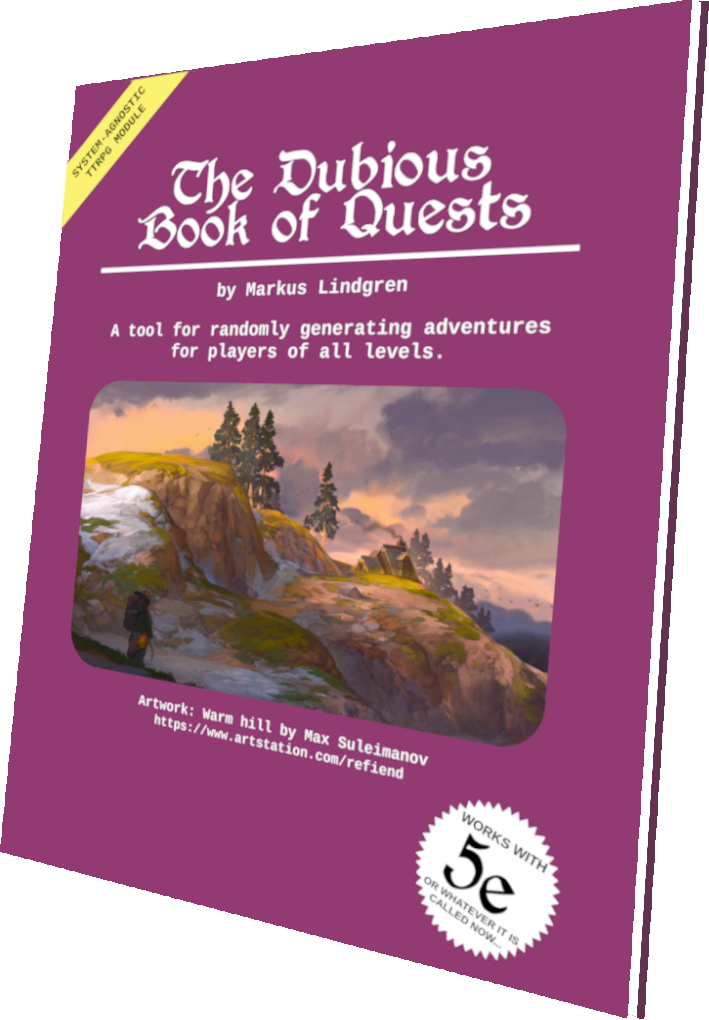 SYSTEM-AGNOSTIC
TTRPG MODULE
The Dubious
Book of Quests
by Markus Lindgren
A tool for randomly generating adventures
for players of all levels.
Artwork: Warm hill by Max Suleimanov
https://www.artstation.com/refiend
WORKS WITH
5e
OR WHATEVER IT IS
CALLED NOW...